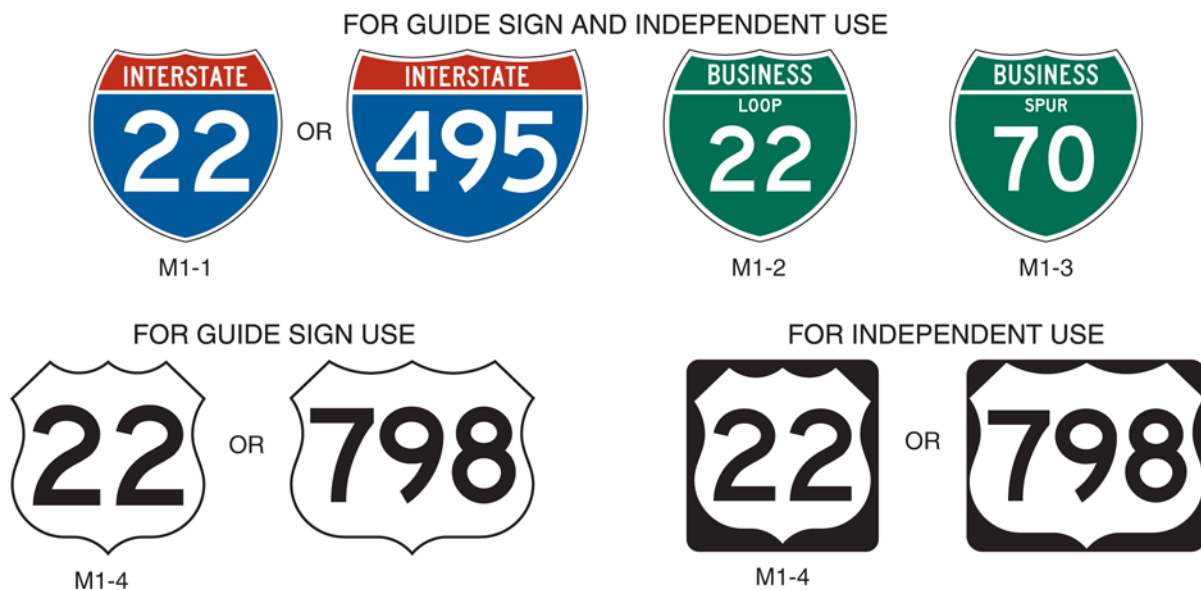 FOR GUIDE SIGN AND INDEPENDENT USE
INTERSTATE
22
OR
INTERSTATE
495
BUSINESS
LOOP
22
BUSINESS
SPUR
70
M1-1
M1-2
M1-3
FOR GUIDE SIGN USE
FOR INDEPENDENT USE
22
OR
798
22
OR
798
M1-4
M1-4